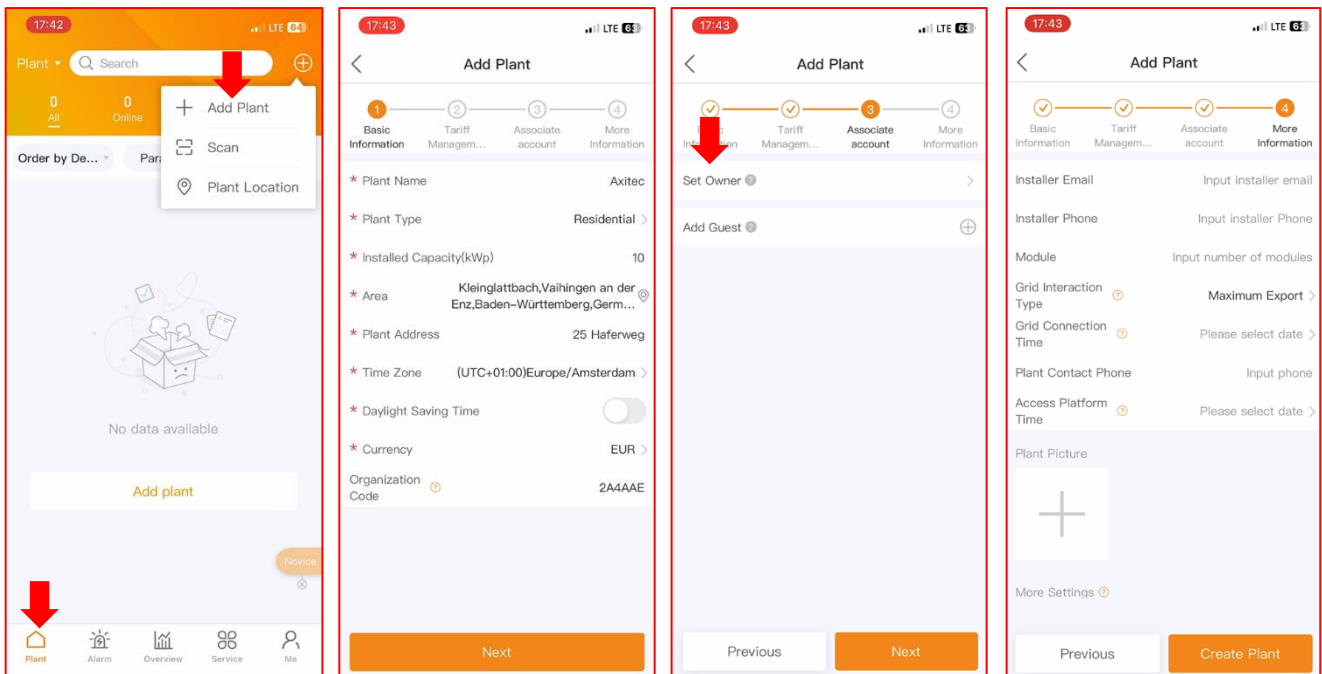 17:42
LTE 64
Plant
Search
Add Plant
Scan
Plant Location
0
All
0
Online
Order by De...
Par
No data available
Add plant
Novice
Plant
Alarm
Overview
Service
Me
17:43
LTE 63
Add Plant
1
2
3
4
Basic Information
Tariff Managem...
Associate account
More Information
* Plant Name
Axitec
* Plant Type
Residential
* Installed Capacity(kWp)
10
* Area
Kleinglattbach,Vaihingen an der
Enz,Baden-Württemberg,Germ...
* Plant Address
25 Haferweg
* Time Zone
(UTC+01:00)Europe/Amsterdam
* Daylight Saving Time
* Currency
EUR
Organization
Code
2A4AAE
Next
17:43
LTE 63
Add Plant
3
4
Tariff Managem...
Associate account
More Information
Set Owner
Add Guest
Previous
Next
17:43
LTE 63
Add Plant
4
Basic Information
Tariff Managem...
Associate account
More Information
Installer Email
Input installer email
Installer Phone
Input installer Phone
Module
Input number of modules
Grid Interaction
Type
Maximum Export
Grid Connection
Time
Please select date
Plant Contact Phone
Input phone
Access Platform
Time
Please select date
Plant Picture
More Settings
Previous
Create Plant